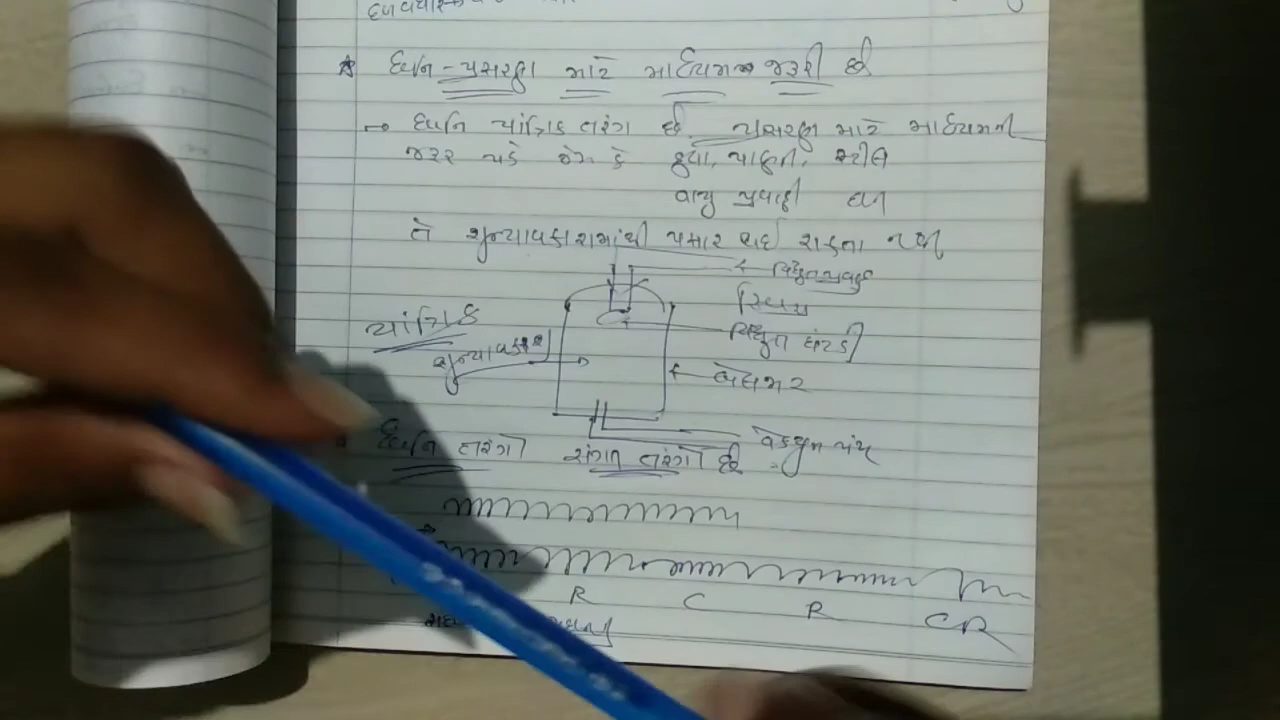 ધ્વનિ - પ્રસરણ માટે માધ્યમ જરૂરી છે
→ ધ્વનિ યાંત્રિક તરંગ છે. પ્રસરણ માટે માધ્યમની
જરૂર પડે જેમ કે હવા, પાણી, સ્ટીલ
વાયુ પ્રવાહી ઘન
તે શૂન્યાવકાશમાંથી પસાર થઈ શકતા નથી
વિદ્યુતપ્રવાહ
સ્વિચ
યાંત્રિક
વિદ્યુત ઘંટડી
શૂન્યાવકાશ
બેલજાર
વેક્યુમ પંપ
ધ્વનિ તરંગો સંગત તરંગો છે
R C R CR